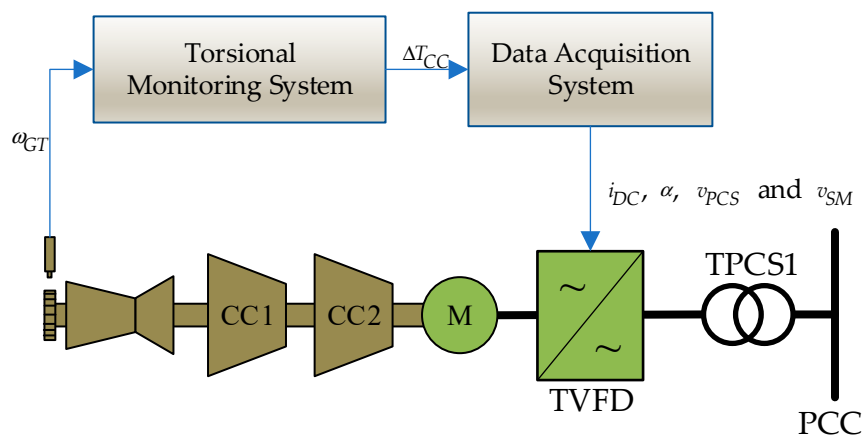 Torsional
Monitoring System
ΔT_CC
Data Acquisition
System
ω_GT
i_DC, α, v_PCS and v_SM
TPCS1
CC1
CC2
M
~
~
TVFD
PCC